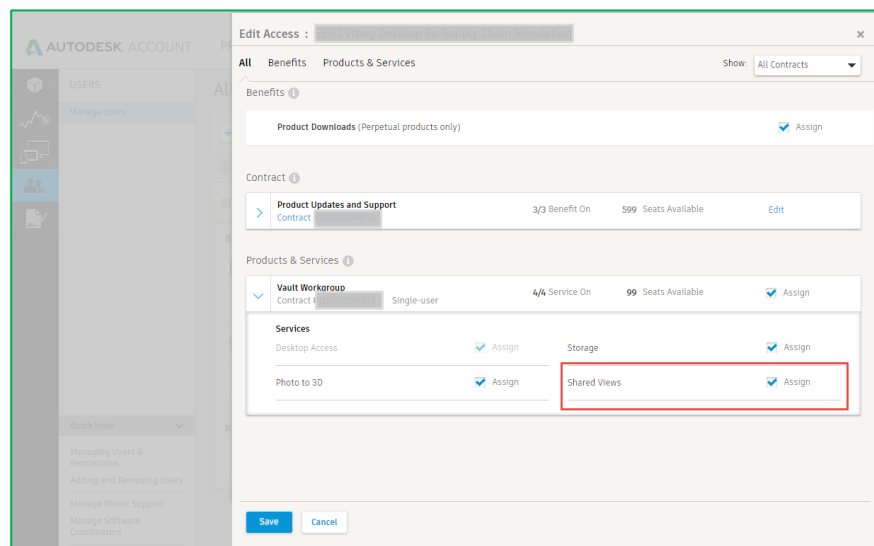 AUTODESK ACCOUNT
Edit Access :
×
All Benefits Products & Services
Show: All Contracts
USERS
Manage Users
Benefits
Product Downloads (Perpetual products only) Assign
Contract
Product Updates and Support
Contract
3/3 Benefit On 599 Seats Available Edit
Products & Services
Vault Workgroup
Contract Single-user
4/4 Service On 99 Seats Available Assign
Services
Desktop Access Assign
Storage Assign
Photo to 3D Assign
Shared Views Assign
Quick links
Managing Users &
Permissions
Adding and Removing Users
Manage Phone Support
Manage Software
Coordinators
Save Cancel